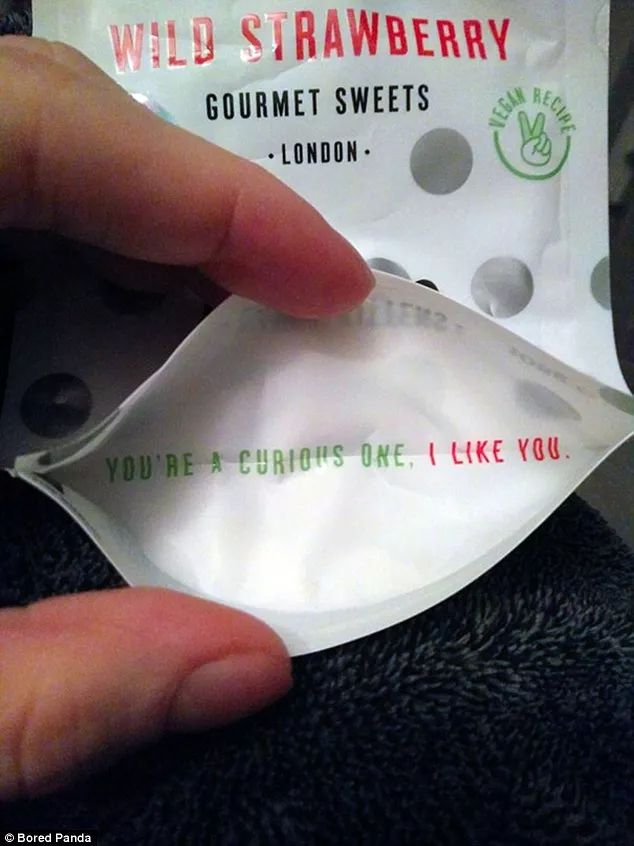 WILD STRAWBERRY
GOURMET SWEETS
· LONDON ·
VEGAN RECIPE
YOU'RE A CURIOUS ONE, I LIKE YOU.
© Bored Panda